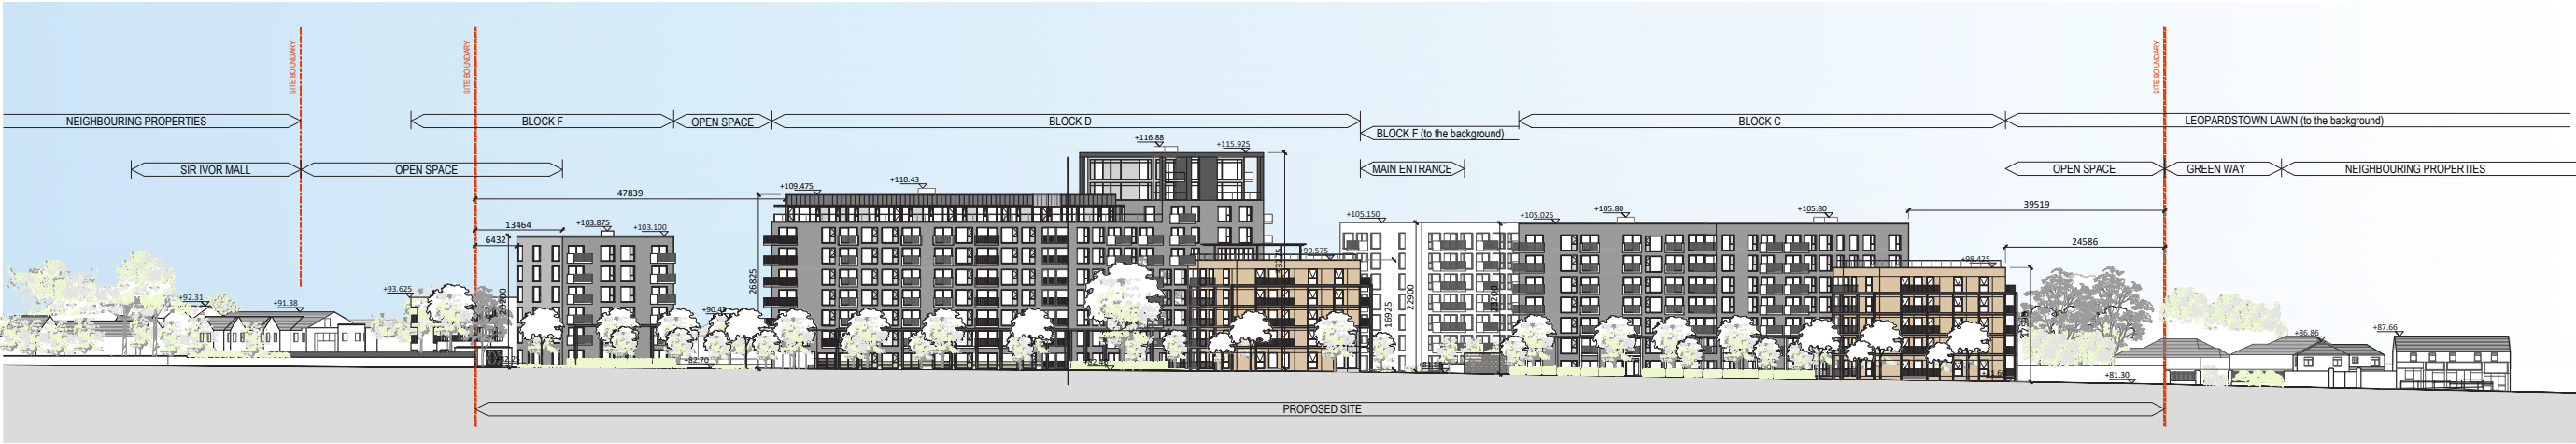 SITE BOUNDARY
SITE BOUNDARY
SITE BOUNDARY
NEIGHBOURING PROPERTIES
BLOCK F
OPEN SPACE
BLOCK D
BLOCK F (to the background)
BLOCK C
LEOPARDSTOWN LAWN (to the background)
SIR IVOR MALL
OPEN SPACE
MAIN ENTRANCE
OPEN SPACE
GREEN WAY
NEIGHBOURING PROPERTIES
+116.88
+115.925
+109.475
+110.43
47839
13464
6432
+103.875
+103.100
+105.150
+105.025
+105.80
+105.80
39519
24586
+99.575
+98.425
26825
16925
22900
+92.31
+91.38
+93.625
+82.70
+86.86
+87.66
+81.30
PROPOSED SITE